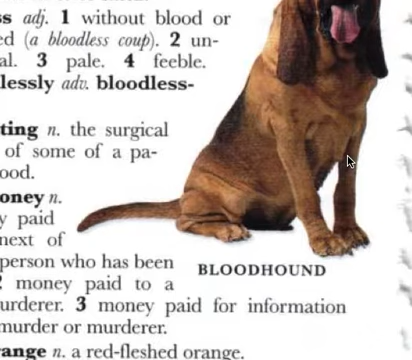 ss adj. 1 without blood or
ed (a bloodless coup). 2 un-
al. 3 pale. 4 feeble.
lessly adv. bloodless-
ting n. the surgical
of some of a pa-
ood.
oney n.
y paid
next of
person who has been
BLOODHOUND
money paid to a
urderer. 3 money paid for information
murder or murderer.
range n. a red-fleshed orange.